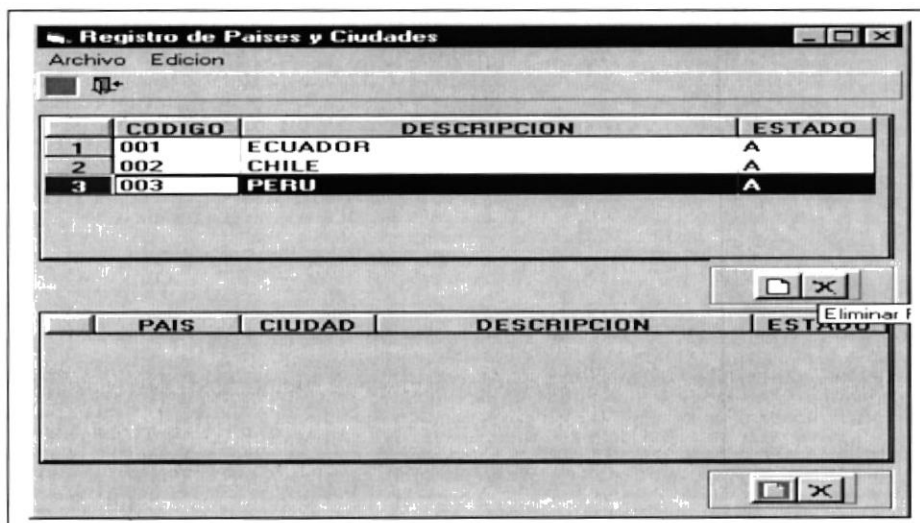 Registro de Paises y Ciudades
Archivo Edicion
CODIGO DESCRIPCION ESTADO
1 001 ECUADOR A
2 002 CHILE A
3 003 PERU A
Eliminar
PAIS CIUDAD DESCRIPCION ESTADO